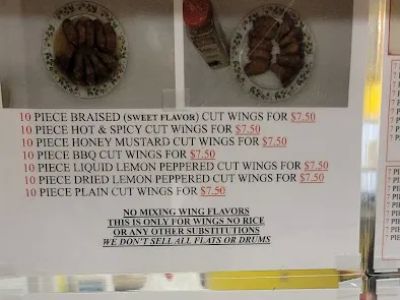 10 PIECE BRAISED (SWEET FLAVOR) CUT WINGS FOR $7.50
10 PIECE HOT & SPICY CUT WINGS FOR $7.50
10 PIECE HONEY MUSTARD CUT WINGS FOR $7.50
10 PIECE BBQ CUT WINGS FOR $7.50
10 PIECE LIQUID LEMON PEPPERED CUT WINGS FOR $7.50
10 PIECE DRIED LEMON PEPPERED CUT WINGS FOR $7.50
10 PIECE PLAIN CUT WINGS FOR $7.50
NO MIXING WING FLAVORS
THIS IS ONLY FOR WINGS NO RICE
OR ANY OTHER SUBSTITUTIONS
WE DON'T SELL ALL FLATS OR DRUMS